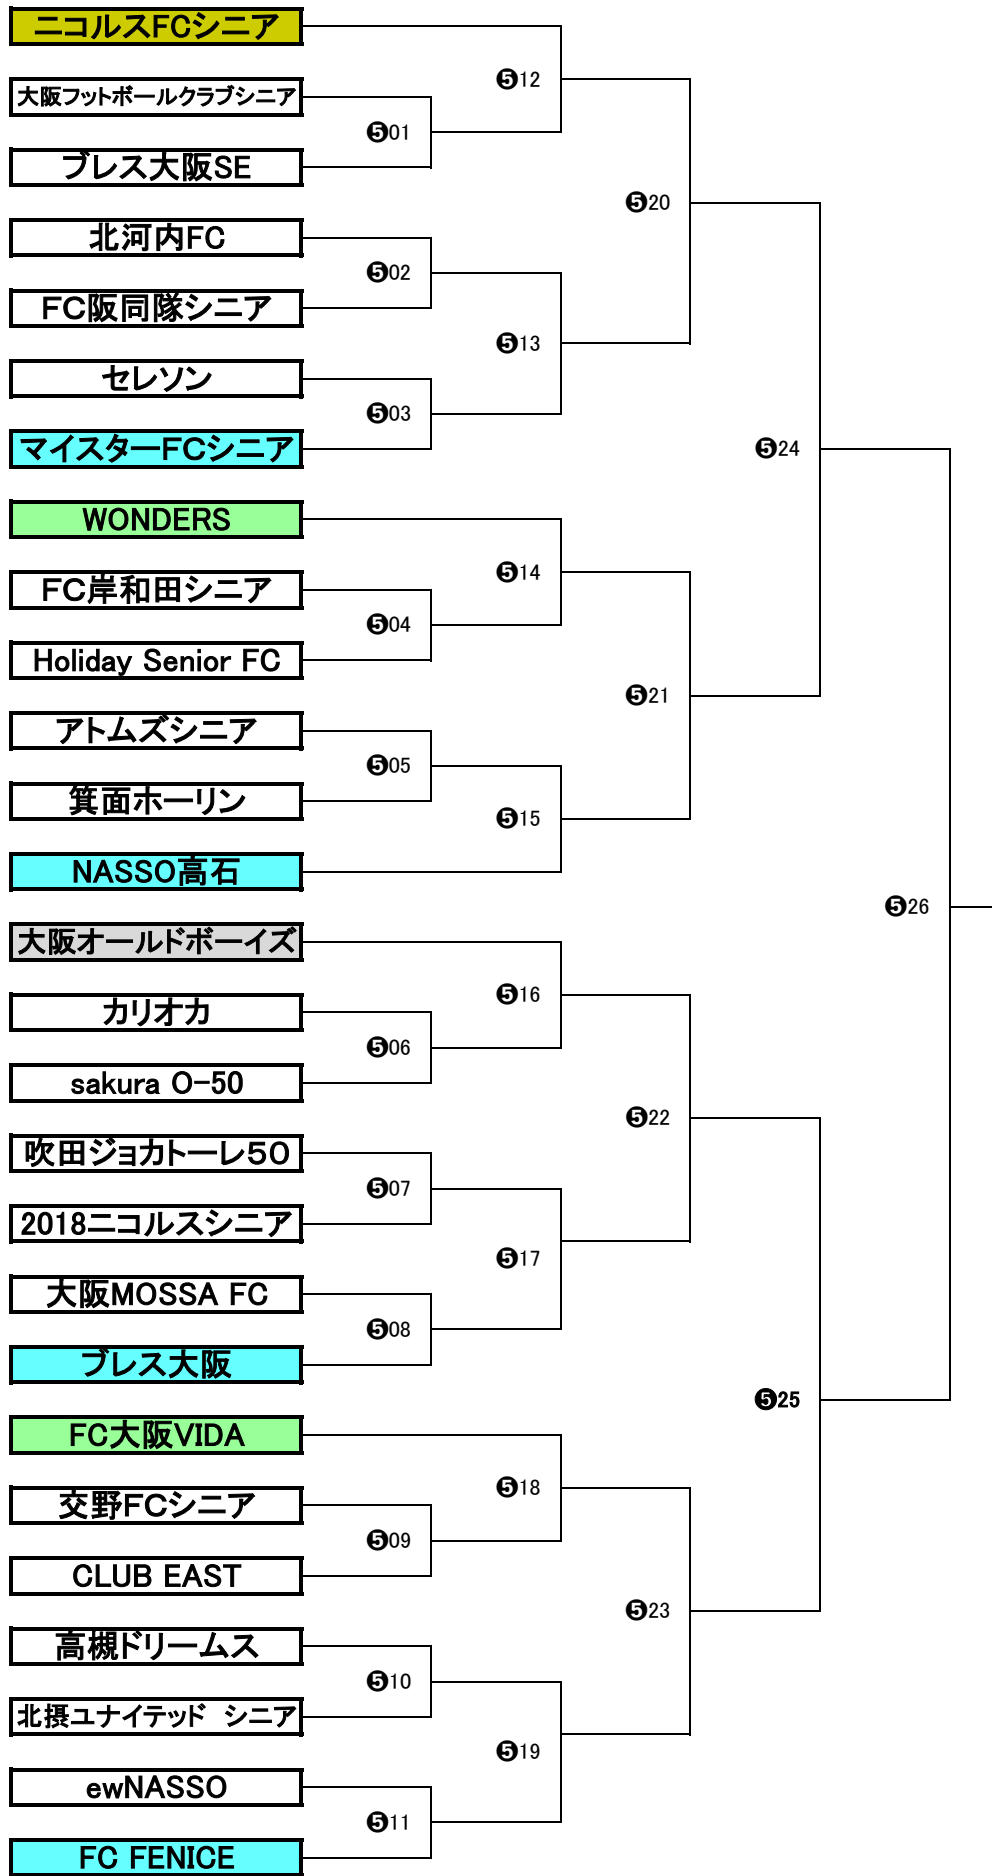 ニコルスFCシニア
❺12
大阪フットボールクラブシニア
❺01
ブレス大阪SE
❺20
北河内FC
❺02
FC阪同隊シニア
❺13
セレソン
❺03
マイスターFCシニア
❺24
WONDERS
❺14
FC岸和田シニア
❺04
Holiday Senior FC
❺21
アトムズシニア
❺05
箕面ホーリン
❺15
NASSO高石
❺26
大阪オールドボーイズ
❺16
カリオカ
❺06
sakura O-50
❺22
吹田ジョカトーレ50
❺07
2018ニコルスシニア
❺17
大阪MOSSA FC
❺08
ブレス大阪
❺25
FC大阪VIDA
❺18
交野FCシニア
❺09
CLUB EAST
❺23
高槻ドリームス
❺10
北摂ユナイテッド　シニア
❺19
ewNASSO
❺11
FC FENICE